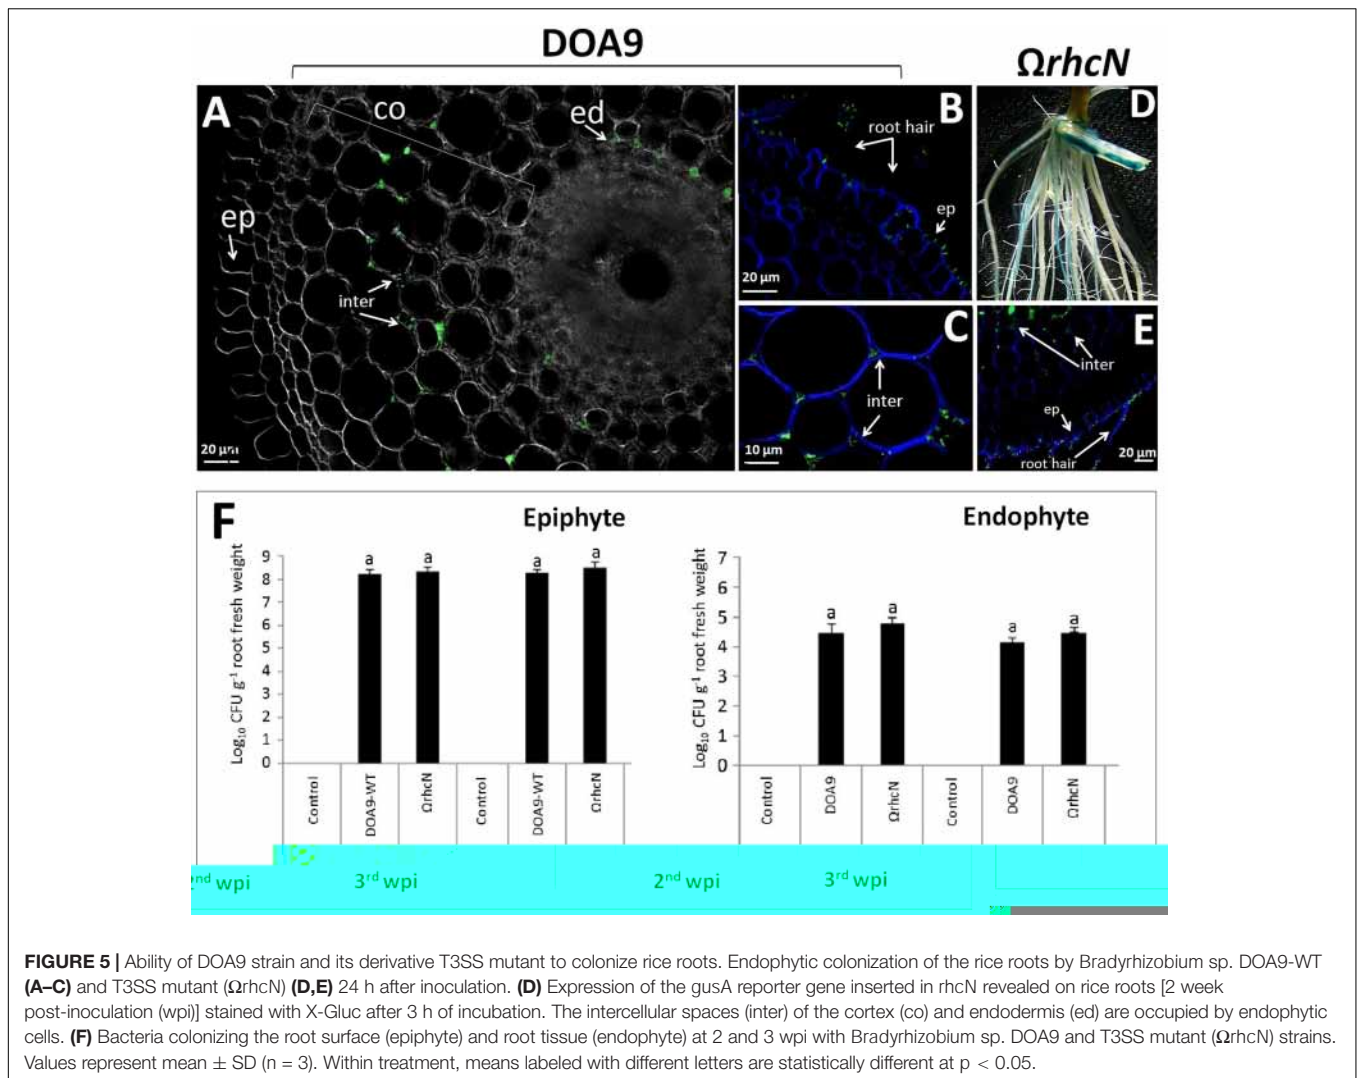 DOA9
ΩrhcN
A
co
ed
ep
inter
20 µm
B
root hair
ep
20 µm
C
inter
10 µm
D
E
inter
ep
root hair
20 µm
F
Epiphyte
Log₁₀ CFU g⁻¹ root fresh weight
9
8
7
6
5
4
3
2
1
0
a
a
a
a
Control
DOA9-WT
ΩrhcN
Control
DOA9-WT
ΩrhcN
Endophyte
Log₁₀ CFU g⁻¹ root fresh weight
7
6
5
4
3
2
1
0
a
a
a
a
Control
DOA9
ΩrhcN
Control
DOA9
ΩrhcN
2ⁿᵈ wpi
3ʳᵈ wpi
2ⁿᵈ wpi
3ʳᵈ wpi
FIGURE 5 | Ability of DOA9 strain and its derivative T3SS mutant to colonize rice roots. Endophytic colonization of the rice roots by Bradyrhizobium sp. DOA9-WT
(A–C) and T3SS mutant (ΩrhcN) (D,E) 24 h after inoculation. (D) Expression of the gusA reporter gene inserted in rhcN revealed on rice roots [2 week
post-inoculation (wpi)] stained with X-Gluc after 3 h of incubation. The intercellular spaces (inter) of the cortex (co) and endodermis (ed) are occupied by endophytic
cells. (F) Bacteria colonizing the root surface (epiphyte) and root tissue (endophyte) at 2 and 3 wpi with Bradyrhizobium sp. DOA9 and T3SS mutant (ΩrhcN) strains.
Values represent mean ± SD (n = 3). Within treatment, means labeled with different letters are statistically different at p < 0.05.